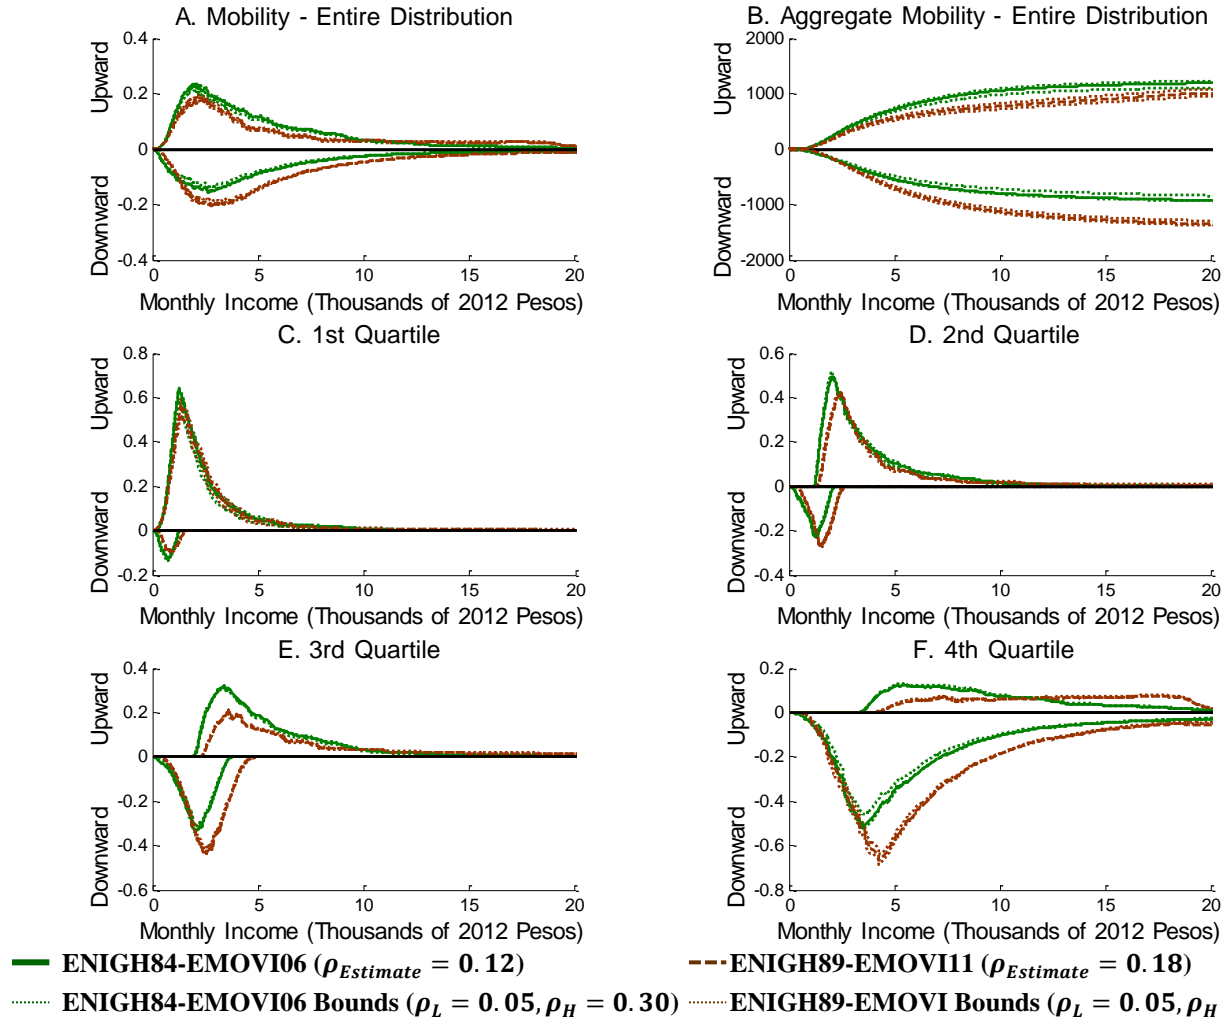 A. Mobility - Entire Distribution
0.4
0.2
0
-0.2
-0.4
Upward
Downward
0 5 10 15 20
Monthly Income (Thousands of 2012 Pesos)
B. Aggregate Mobility - Entire Distribution
2000
1000
0
-1000
-2000
Upward
Downward
0 5 10 15 20
Monthly Income (Thousands of 2012 Pesos)
C. 1st Quartile
0.8
0.6
0.4
0.2
0
-0.2
Upward
Downward
0 5 10 15 20
Monthly Income (Thousands of 2012 Pesos)
D. 2nd Quartile
0.6
0.4
0.2
0
-0.2
-0.4
Upward
Downward
0 5 10 15 20
Monthly Income (Thousands of 2012 Pesos)
E. 3rd Quartile
0.4
0.2
0
-0.2
-0.4
-0.6
Upward
Downward
0 5 10 15 20
Monthly Income (Thousands of 2012 Pesos)
F. 4th Quartile
0.2
0
-0.2
-0.4
-0.6
-0.8
Upward
Downward
0 5 10 15 20
Monthly Income (Thousands of 2012 Pesos)
ENIGH84-EMOVI06 (ρEstimate = 0.12)
ENIGH89-EMOVI11 (ρEstimate = 0.18)
ENIGH84-EMOVI06 Bounds (ρL = 0.05, ρH = 0.30)
ENIGH89-EMOVI Bounds (ρL = 0.05, ρH